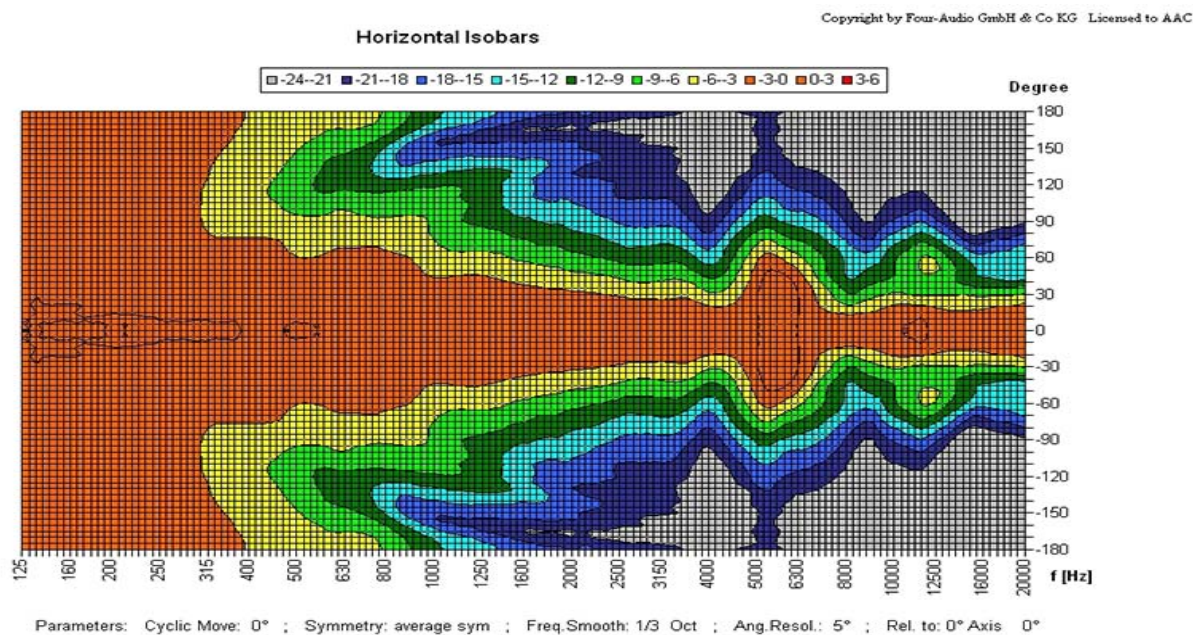 Copyright by Four-Audio GmbH & Co KG Licensed to AAC
Horizontal Isobars
-24--21 -21--18 -18--15 -15--12 -12--9 -9-6 -6--3 -3-0 0-3 3-6
Degree
180
150
120
90
60
30
0
-30
-60
-90
-120
-150
-180
125 160 200 250 315 400 500 630 800 1000 1250 1500 2000 2500 3150 4000 5000 6300 8000 10000 12500 16000 20000
f [Hz]
Parameters: Cyclic Move: 0° ; Symmetry: average sym ; Freq.Smooth: 1/3 Oct ; Ang.Resol.: 5° ; Rel. to: 0° Axis 0°